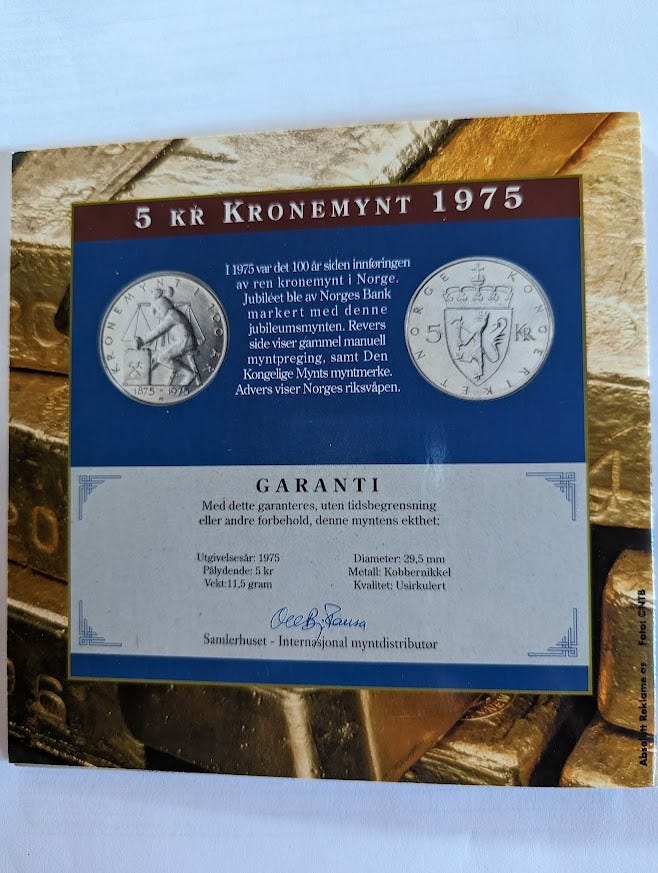 5 KR KRONEMYNT 1975
I 1975 var det 100 år siden innføringen
av ren kronemynt i Norge.
Jubiléet ble av Norges Bank
markert med denne
jubileumsmynten. Revers
side viser gammel manuell
myntpreging, samt Den
Kongelige Mynts myntmerke.
Advers viser Norges riksvåpen.
KRONEMYNT I 100 ÅR
1875 - 1975
KONGERIKET NORGE
5 KR
GARANTI
Med dette garanteres, uten tidsbegrensning
eller andre forbehold, denne myntens ekthet:
Utgivelsesår: 1975
Pålydende: 5 kr
Vekt:11,5 gram
Diameter: 29,5 mm
Metall: Kobbernikkel
Kvalitet: Usirkulert
Samlerhuset - Internasjonal myntdistributør
Absolutt Reklame as Foto: CNTB